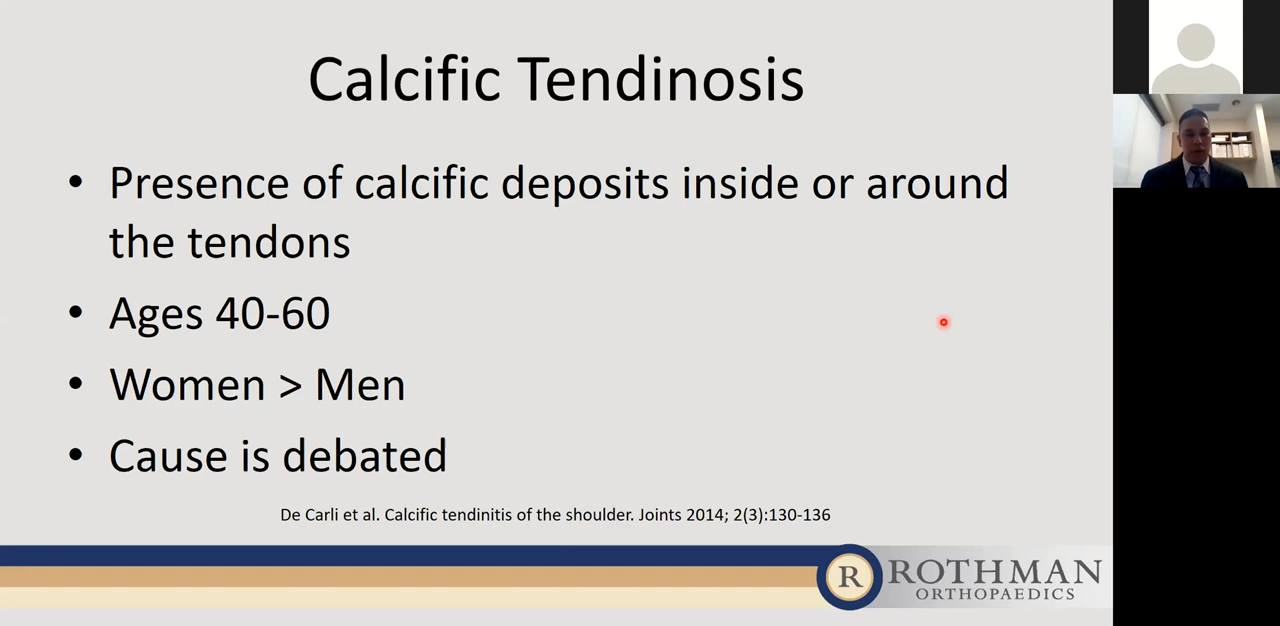 Calcific Tendinosis
• Presence of calcific deposits inside or around
the tendons
• Ages 40-60
• Women > Men
• Cause is debated
De Carli et al. Calcific tendinitis of the shoulder. Joints 2014; 2(3):130-136
R ROTHMAN
ORTHOPAEDICS